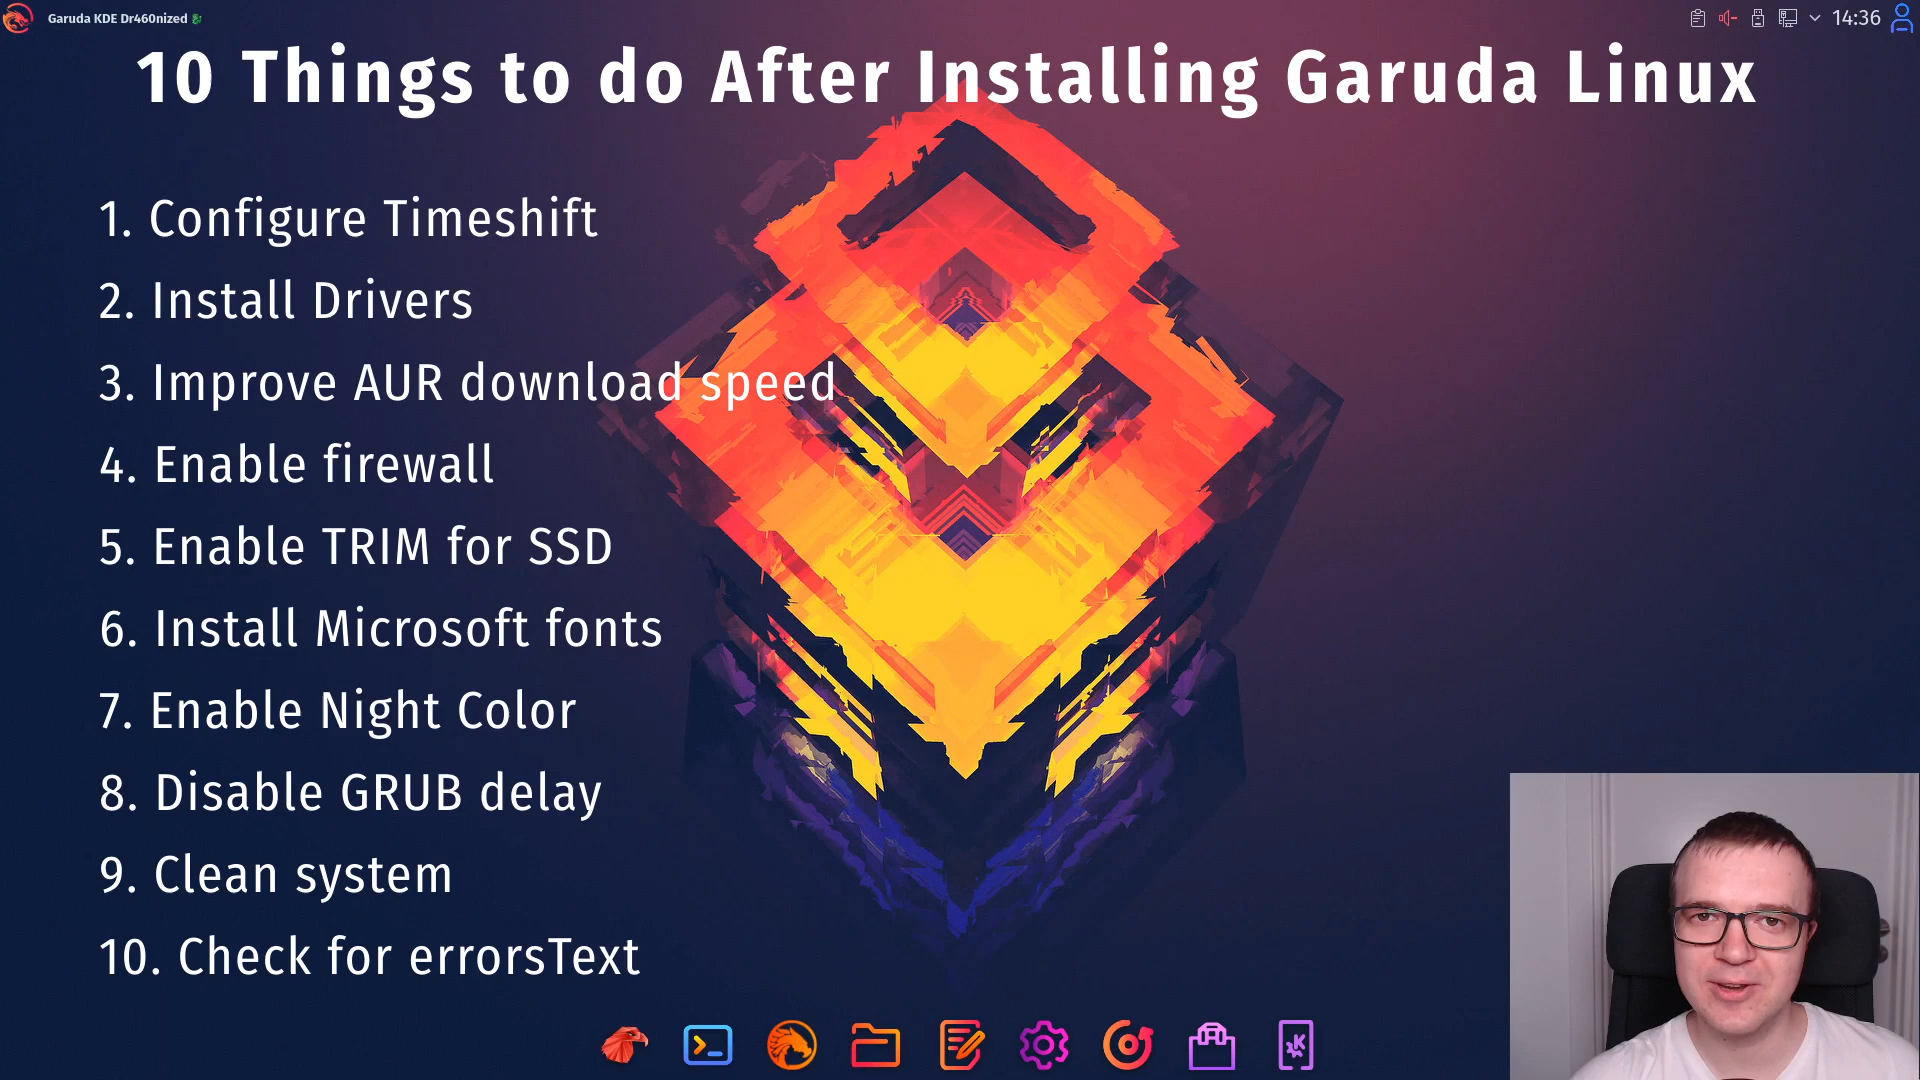 Garuda KDE Dr460nized
14:36
10 Things to do After Installing Garuda Linux
1. Configure Timeshift
2. Install Drivers
3. Improve AUR download speed
4. Enable firewall
5. Enable TRIM for SSD
6. Install Microsoft fonts
7. Enable Night Color
8. Disable GRUB delay
9. Clean system
10. Check for errorsText